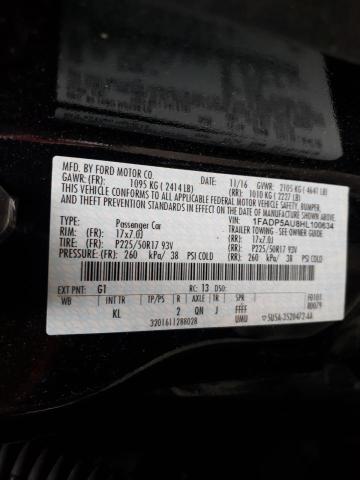 MFD. BY FORD MOTOR CO.
11/16 GVWR: 2105 KG ( 4641 LB)
GAWR: (FR): 1095 KG ( 2414 LB) (RR): 1010 KG ( 2227 LB)
THIS VEHICLE CONFORMS TO ALL APPLICABLE FEDERAL MOTOR VEHICLE SAFETY, BUMPER,
AND THEFT PREVENTION STANDARDS IN EFFECT ON THE DATE OF MANUFACTURE SHOWN ABOVE.
1FADP5AU8HL100634
TYPE: Passenger Car TRAILER TOWING - SEE OWNER GUIDE
RIM: (FR): 17x7.0J (RR): 17x7.0J
TIRE: (FR): P225/50R17 93V (RR): P225/50R17 93V
PRESSURE: (FR): 260 kPa/ 38 PSI COLD (RR): 260 kPa/ 38 PSI COLD
EXT PNT: G1 RC: 13 DSO:
WB INT TR TP/PS R AXLE TR SPR
KL 2 QN J FFFF
UMU
3201611288028
5U5A-3520472-AA